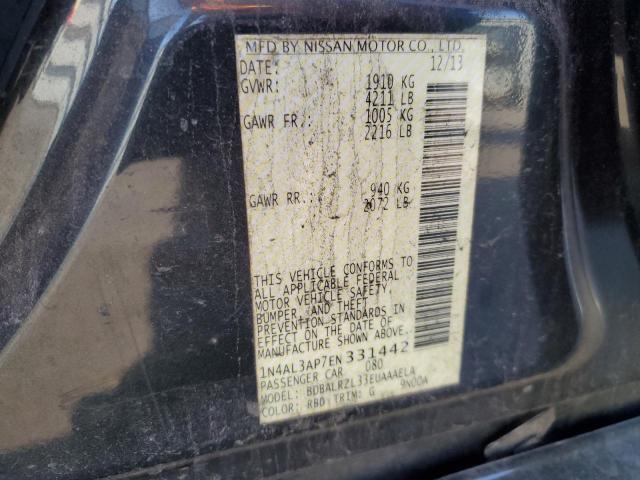 MFD BY NISSAN MOTOR CO., LTD.
DATE: 12/13
GVWR: 1910 KG
4211 LB
GAWR FR.: 1005 KG
2216 LB
GAWR RR.: 940 KG
2072 LB
THIS VEHICLE CONFORMS TO
ALL APPLICABLE FEDERAL
MOTOR VEHICLE SAFETY,
BUMPER, AND THEFT
PREVENTION STANDARDS IN
EFFECT ON THE DATE OF
MANUFACTURE SHOWN ABOVE.
1N4AL3AP7EN331442
PASSENGER CAR 080
MODEL: BDBALRZL33EUAAAELA
COLOR: RBD TRIM: G 9N00A